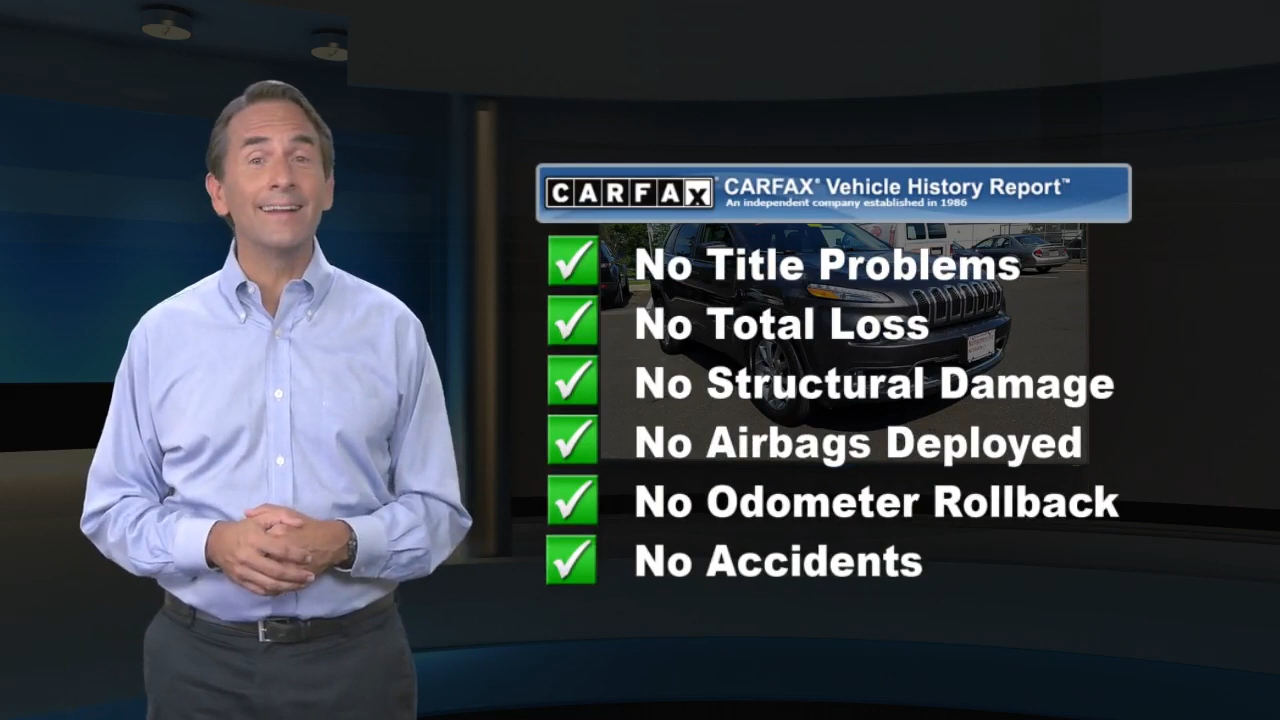 CARFAX® CARFAX® Vehicle History Report™
An independent company established in 1986
No Title Problems
No Total Loss
No Structural Damage
No Airbags Deployed
No Odometer Rollback
No Accidents